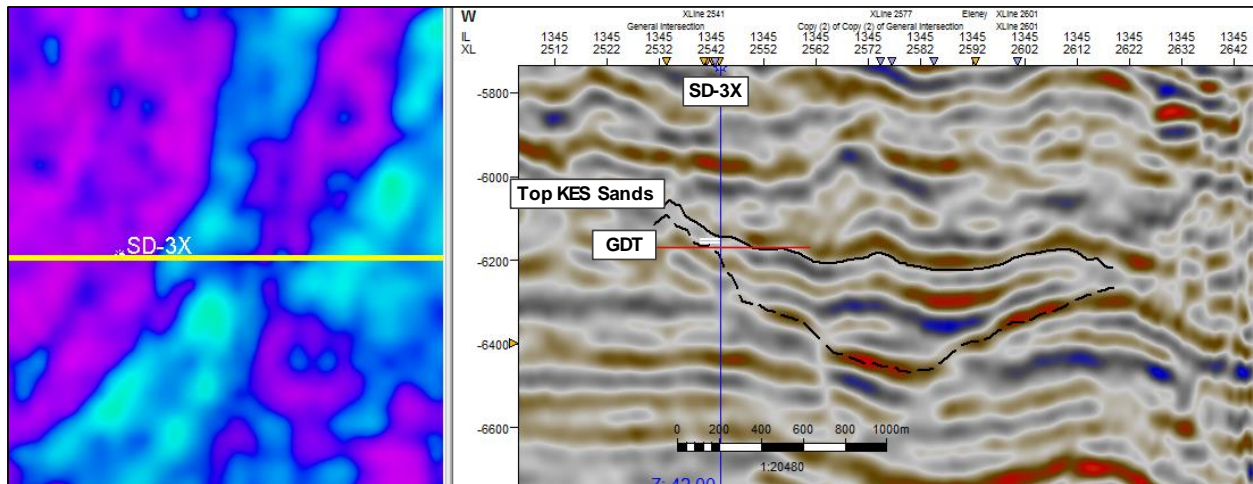 SD-3X
W
XLine 2541 XLine 2577 Eleney XLine 2601
General Intersection Copy (2) of Copy (2) of General Intersection XLine 2601
IL 1345 1345 1345 1345 1345 1345 1345 1345 1345 1345 1345 1345 1345 1345
XL 2512 2522 2532 2542 2552 2562 2572 2582 2592 2602 2612 2622 2632 2642
SD-3X
-5800
-6000
Top KES Sands
GDT
-6200
-6400
-6600
0 200 400 600 800 1000m
1:20480